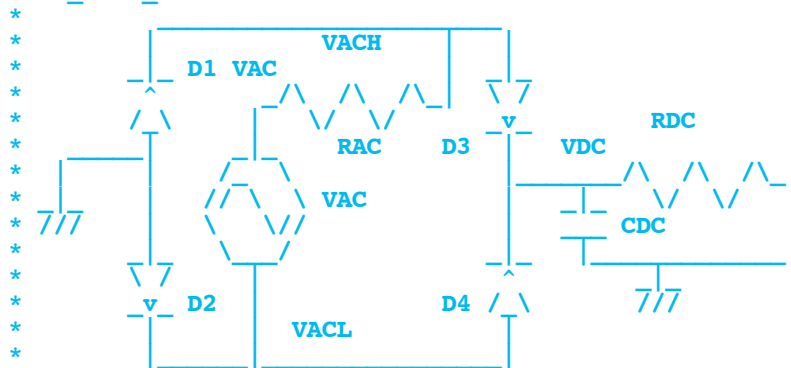 VACH
D1 VAC
RAC D3 VDC RDC
VAC
CDC
D2 D4
VACL